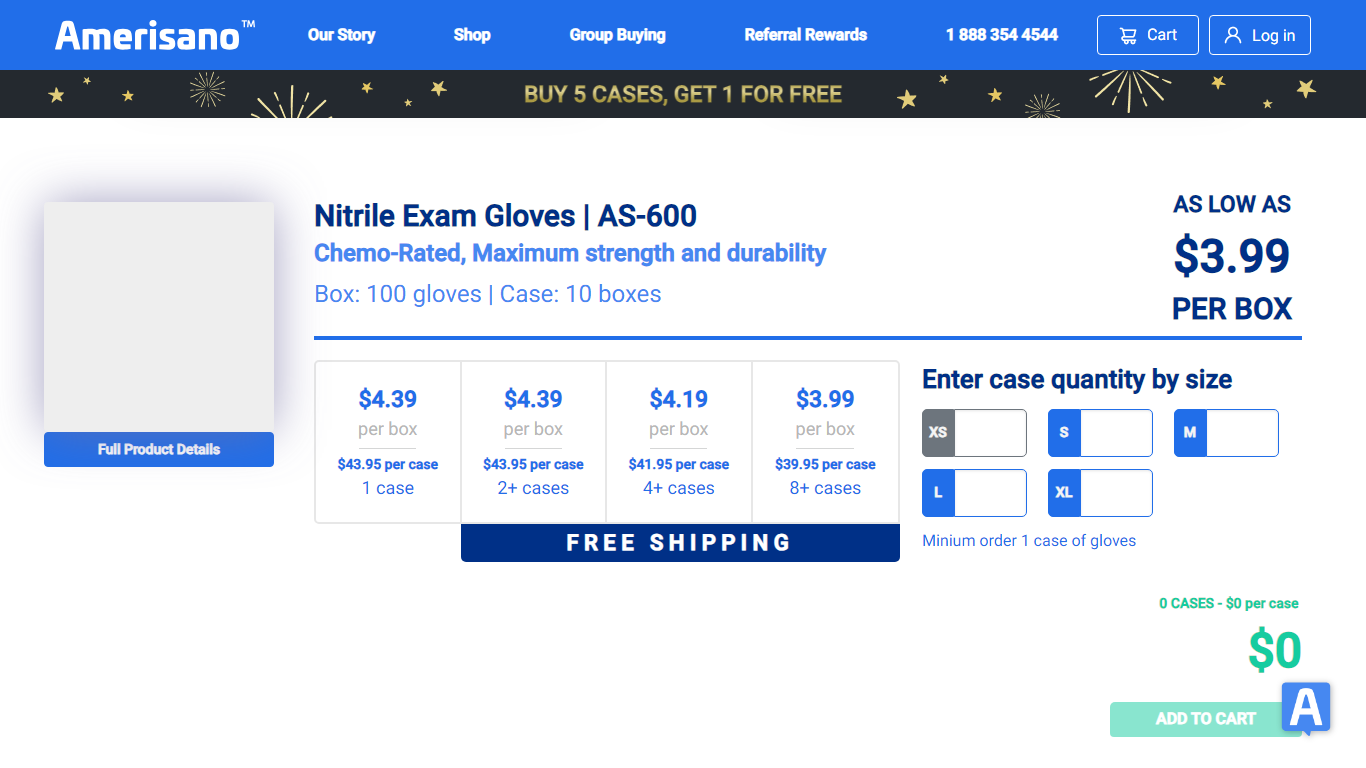 Amerisano™
Our Story
Shop
Group Buying
Referral Rewards
1 888 354 4544
Cart
Log in
BUY 5 CASES, GET 1 FOR FREE
Nitrile Exam Gloves | AS-600
Chemo-Rated, Maximum strength and durability
Box: 100 gloves | Case: 10 boxes
AS LOW AS
$3.99
PER BOX
Full Product Details
$4.39
per box
$43.95 per case
1 case
$4.39
per box
$43.95 per case
2+ cases
$4.19
per box
$41.95 per case
4+ cases
$3.99
per box
$39.95 per case
8+ cases
FREE SHIPPING
Enter case quantity by size
XS
S
M
L
XL
Minium order 1 case of gloves
0 CASES - $0 per case
$0
ADD TO CART
A